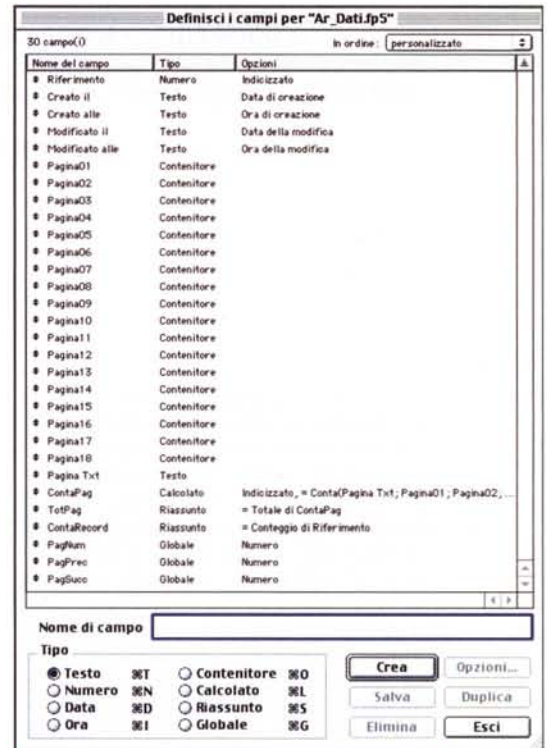 Definisci i campi per "Ar_Dati.fp5"
30 campo(i) In ordine: personalizzato
Nome del campo Tipo Opzioni
Riferimento Numero Indicizzato
Creato il Testo Data di creazione
Creato alle Testo Ora di creazione
Modificato il Testo Data della modifica
Modificato alle Testo Ora della modifica
Pagina01 Contenitore
Pagina02 Contenitore
Pagina03 Contenitore
Pagina04 Contenitore
Pagina05 Contenitore
Pagina06 Contenitore
Pagina07 Contenitore
Pagina08 Contenitore
Pagina09 Contenitore
Pagina10 Contenitore
Pagina11 Contenitore
Pagina12 Contenitore
Pagina13 Contenitore
Pagina14 Contenitore
Pagina15 Contenitore
Pagina16 Contenitore
Pagina17 Contenitore
Pagina18 Contenitore
Pagina Txt Testo
ContaPag Calcolato Indicizzato, = Conta(Pagina Txt; Pagina01; Pagina02, ...
TotPag Riassunto = Totale di ContaPag
ContaRecord Riassunto = Conteggio di Riferimento
PagNum Globale Numero
PagPrec Globale Numero
PagSucc Globale Numero
Nome di campo
Tipo
Testo ⌘T Contenitore ⌘O
Numero ⌘N Calcolato ⌘L
Data ⌘D Riassunto ⌘S
Ora ⌘I Globale ⌘G
Crea Opzioni...
Salva Duplica
Elimina Esci